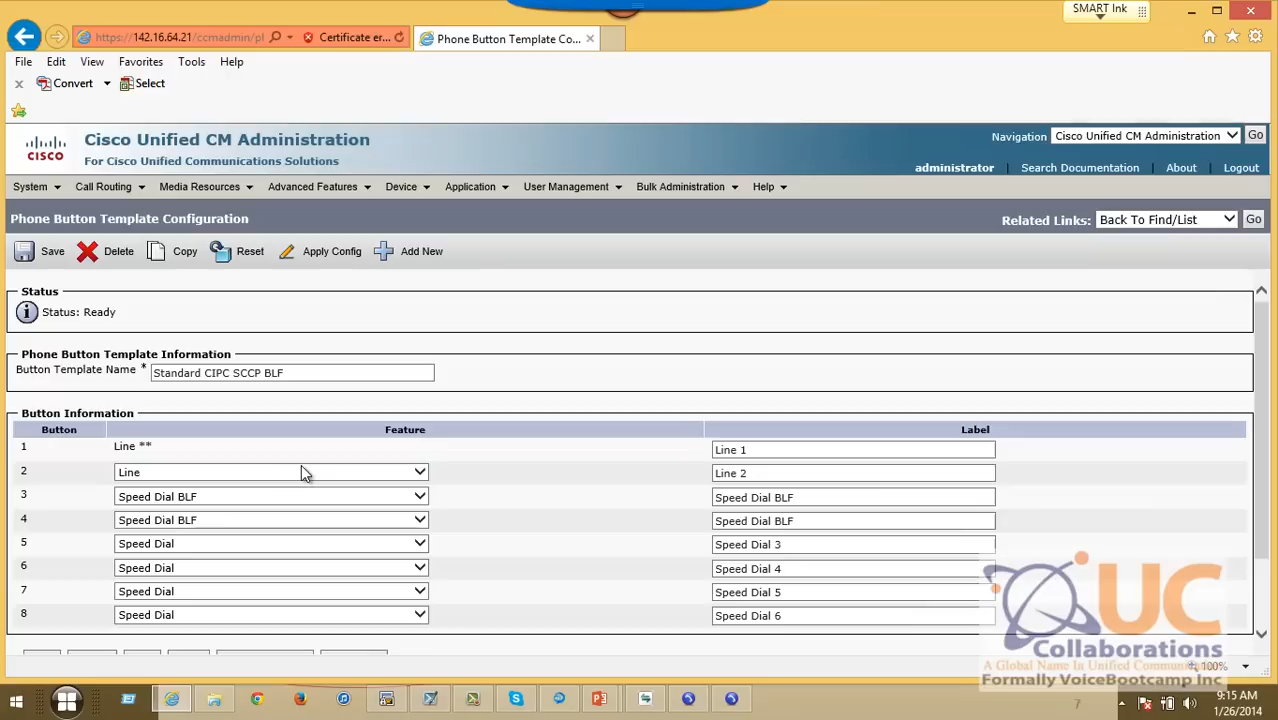 SMART Ink
https://142.16.64.21/ccmadmin/pl
Certificate er...
Phone Button Template Co...
File Edit View Favorites Tools Help
Convert Select
Cisco Unified CM Administration
For Cisco Unified Communications Solutions
CISCO
Navigation Cisco Unified CM Administration Go
administrator Search Documentation About Logout
System Call Routing Media Resources Advanced Features Device Application User Management Bulk Administration Help
Phone Button Template Configuration
Related Links: Back To Find/List Go
Save Delete Copy Reset Apply Config Add New
Status
Status: Ready
Phone Button Template Information
Button Template Name * Standard CIPC SCCP BLF
Button Information
Button Feature Label
1 Line ** Line 1
2 Line Line 2
3 Speed Dial BLF Speed Dial BLF
4 Speed Dial BLF Speed Dial BLF
5 Speed Dial Speed Dial 3
6 Speed Dial Speed Dial 4
7 Speed Dial Speed Dial 5
8 Speed Dial Speed Dial 6
UC
Collaborations
A Global Name In Unified
Formally VoiceBootcamp Inc
100%
7
9:15 AM
1/26/2014